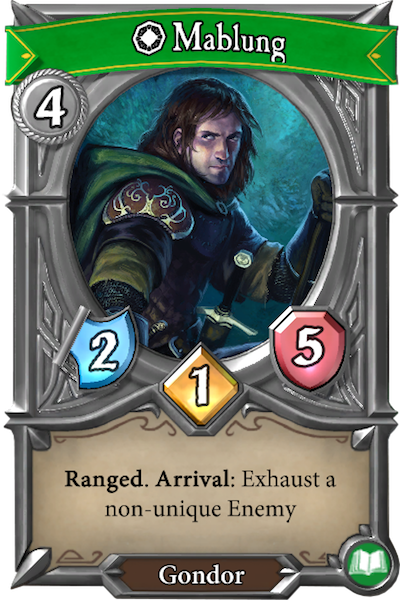 Mablung
4
2
1
5
Ranged. Arrival: Exhaust a
non-unique Enemy
Gondor